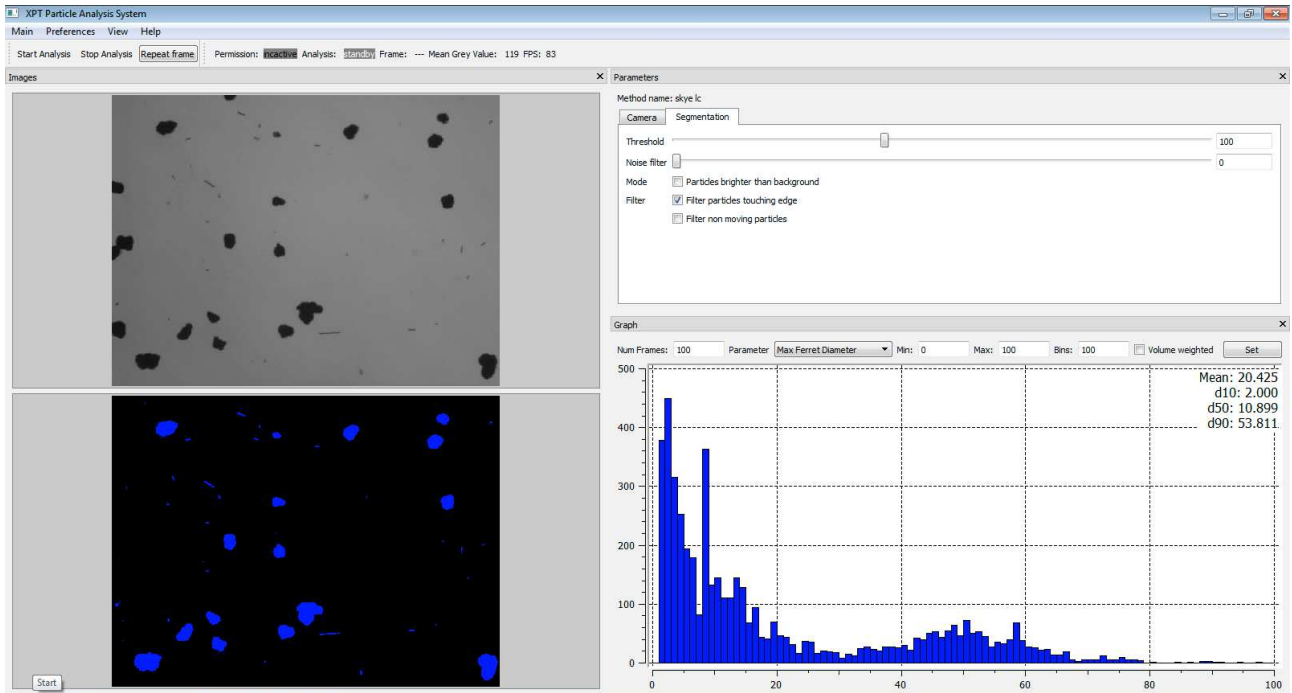 XPT Particle Analysis System
Main Preferences View Help
Start Analysis Stop Analysis Repeat frame Permission: incactive Analysis: standby Frame: --- Mean Grey Value: 119 FPS: 83
Images
Parameters
Method name: skye lc
Camera Segmentation
Threshold 100
Noise filter 0
Mode Particles brighter than background
Filter Filter particles touching edge
Filter non moving particles
Graph
Num Frames: 100 Parameter Max Ferret Diameter Min: 0 Max: 100 Bins: 100 Volume weighted Set
Mean: 20.425
d10: 2.000
d50: 10.899
d90: 53.811
500
400
300
200
100
0
0 20 40 60 80 100
Start